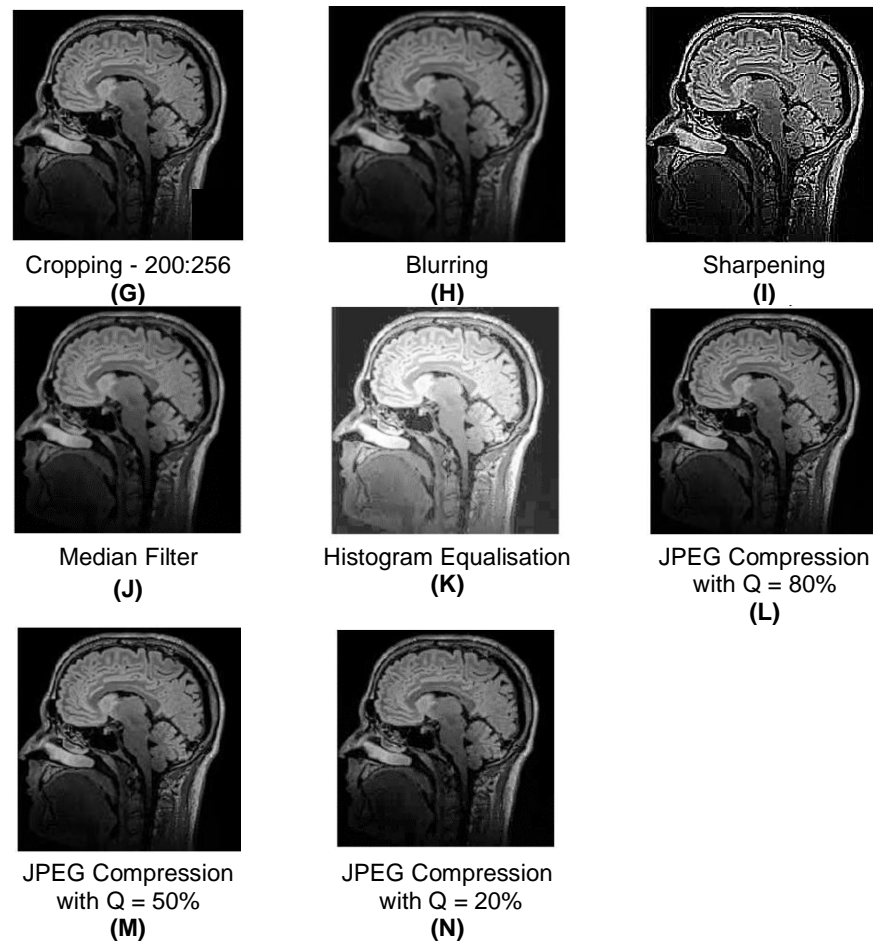 Cropping - 200:256
(G)
Blurring
(H)
Sharpening
(I)
Median Filter
(J)
Histogram Equalisation
(K)
JPEG Compression
with Q = 80%
(L)
JPEG Compression
with Q = 50%
(M)
JPEG Compression
with Q = 20%
(N)